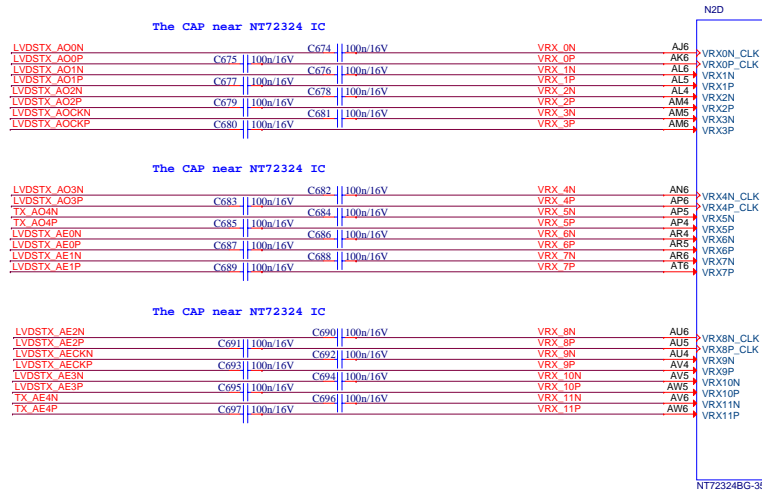 N2D
The CAP near NT72324 IC
LVDSTX_AO0N C674 100n/16V VRX_0N AJ6 VRX0N_CLK
LVDSTX_AO0P C675 100n/16V VRX_0P AK6 VRX0P_CLK
LVDSTX_AO1N C676 100n/16V VRX_1N AL6 VRX1N
LVDSTX_AO1P C677 100n/16V VRX_1P AL5 VRX1P
LVDSTX_AO2N C678 100n/16V VRX_2N AL4 VRX2N
LVDSTX_AO2P C679 100n/16V VRX_2P AM4 VRX2P
LVDSTX_AOCKN C681 100n/16V VRX_3N AM5 VRX3N
LVDSTX_AOCKP C680 100n/16V VRX_3P AM6 VRX3P
The CAP near NT72324 IC
LVDSTX_AO3N C682 100n/16V VRX_4N AN6 VRX4N_CLK
LVDSTX_AO3P C683 100n/16V VRX_4P AP6 VRX4P_CLK
TX_AO4N C684 100n/16V VRX_5N AP5 VRX5N
TX_AO4P C685 100n/16V VRX_5P AP4 VRX5P
LVDSTX_AE0N C686 100n/16V VRX_6N AR4 VRX6N
LVDSTX_AE0P C687 100n/16V VRX_6P AR5 VRX6P
LVDSTX_AE1N C688 100n/16V VRX_7N AR6 VRX7N
LVDSTX_AE1P C689 100n/16V VRX_7P AT6 VRX7P
The CAP near NT72324 IC
LVDSTX_AE2N C690 100n/16V VRX_8N AU6 VRX8N_CLK
LVDSTX_AE2P C691 100n/16V VRX_8P AU5 VRX8P_CLK
LVDSTX_AECKN C692 100n/16V VRX_9N AU4 VRX9N
LVDSTX_AECKP C693 100n/16V VRX_9P AV4 VRX9P
LVDSTX_AE3N C694 100n/16V VRX_10N AV5 VRX10N
LVDSTX_AE3P C695 100n/16V VRX_10P AW5 VRX10P
TX_AE4N C696 100n/16V VRX_11N AV6 VRX11N
TX_AE4P C697 100n/16V VRX_11P AW6 VRX11P
NT72324BG-35